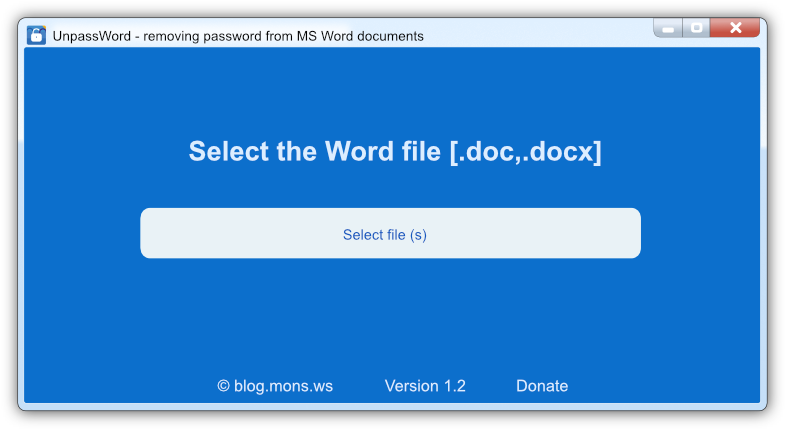 UnpassWord - removing password from MS Word documents
Select the Word file [.doc,.docx]
Select file (s)
© blog.mons.ws Version 1.2 Donate